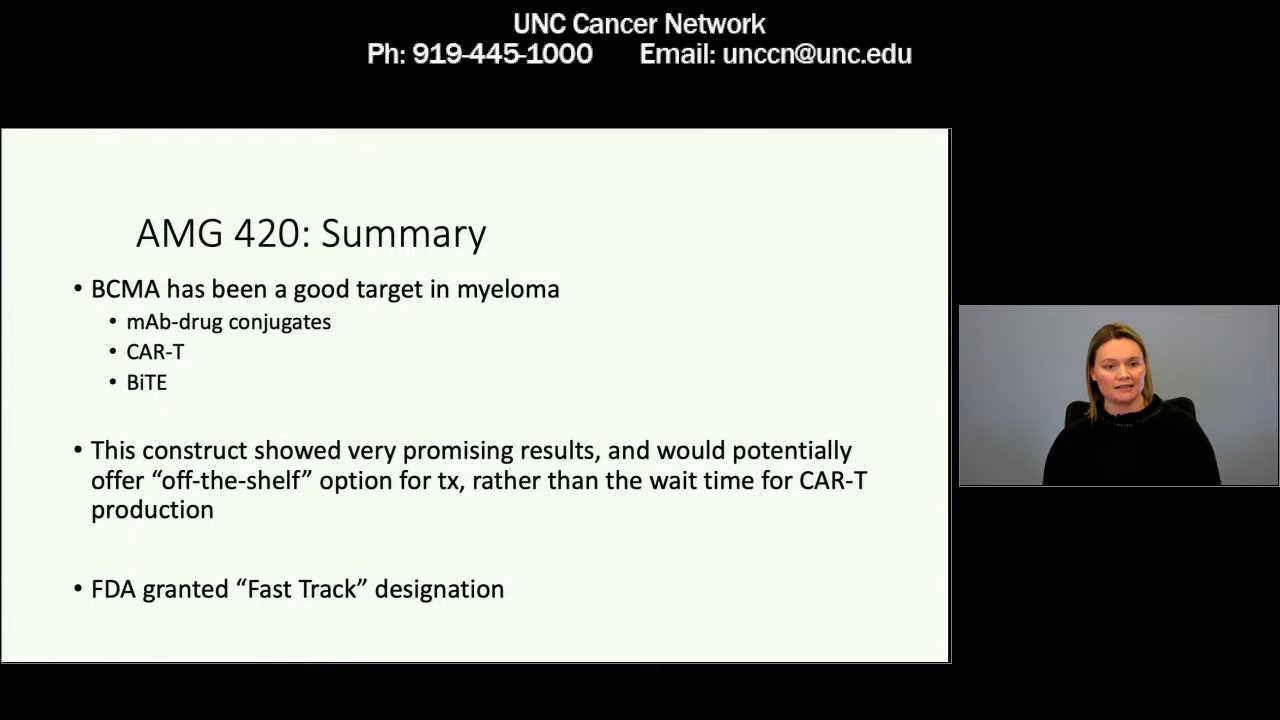 UNC Cancer Network
Ph: 919-445-1000 Email: unccn@unc.edu
AMG 420: Summary
• BCMA has been a good target in myeloma
• mAb-drug conjugates
• CAR-T
• BiTE
• This construct showed very promising results, and would potentially
offer “off-the-shelf” option for tx, rather than the wait time for CAR-T
production
• FDA granted “Fast Track” designation